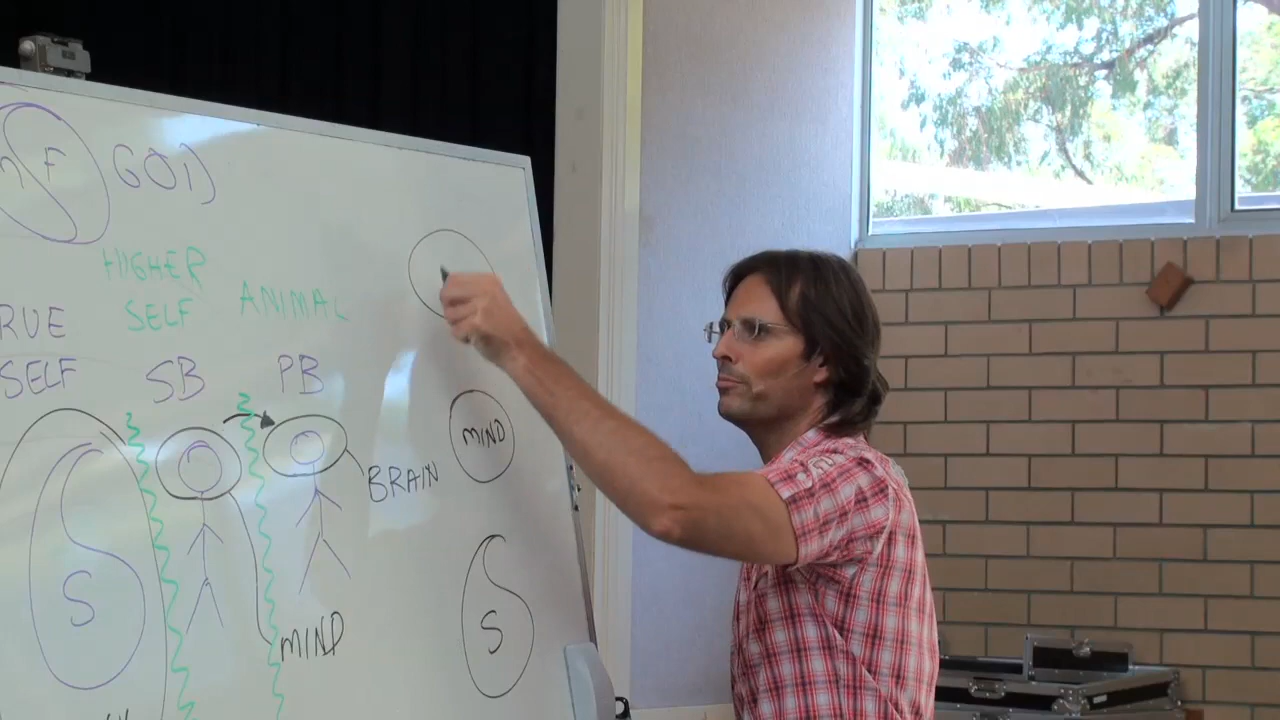 F GOD
HIGHER
SELF
ANIMAL
RUE
SELF
SB
PB
BRAIN
MIND
S
MIND
S